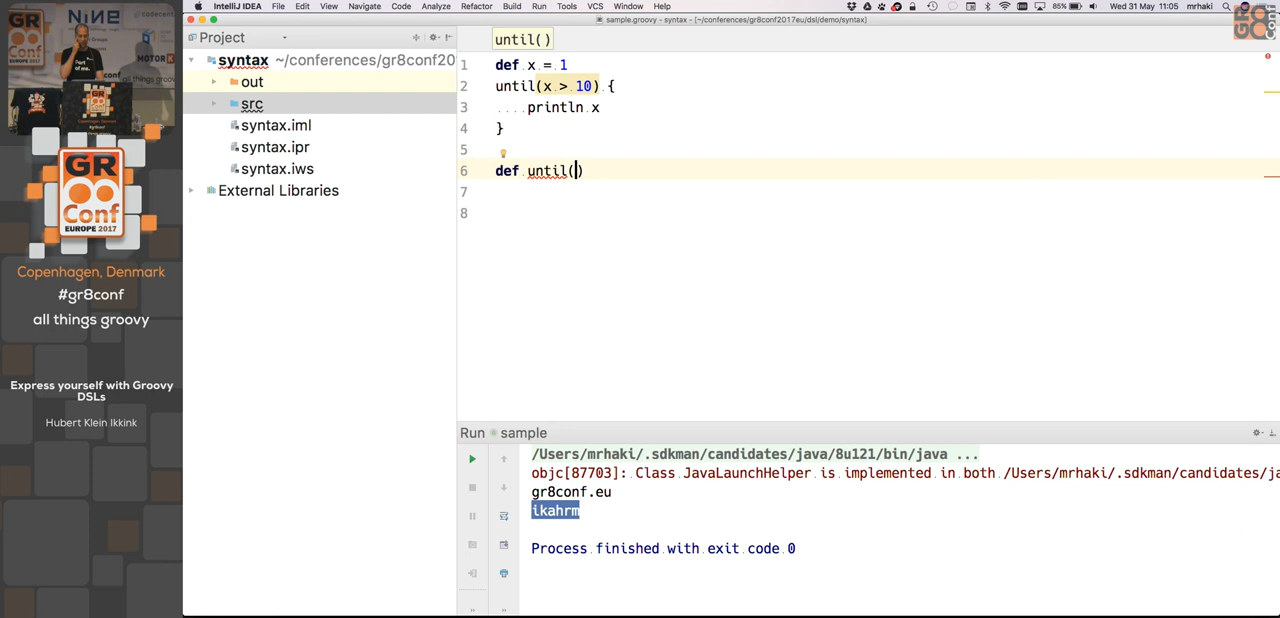 IntelliJ IDEA File Edit View Navigate Code Analyze Refactor Build Run Tools VCS Window Help 85% Wed 31 May 11:05 mrhaki
sample.groovy - syntax - [~/conferences/gr8conf2017eu/dsl/demo/syntax]
Project
syntax ~/conferences/gr8conf20
out
src
syntax.iml
syntax.ipr
syntax.iws
External Libraries
until()
1 def x = 1
2 until(x > 10) {
3 println x
4 }
5
6 def until()
7
8
GR8
Conf
EUROPE 2017
Copenhagen, Denmark
#gr8conf
all things groovy
Express yourself with Groovy
DSLs
Hubert Klein Ikkink
Run sample
/Users/mrhaki/.sdkman/candidates/java/8u121/bin/java ...
objc[87703]: Class JavaLaunchHelper is implemented in both /Users/mrhaki/.sdkman/candidates/ja
gr8conf.eu
ikahrm
Process finished with exit code 0